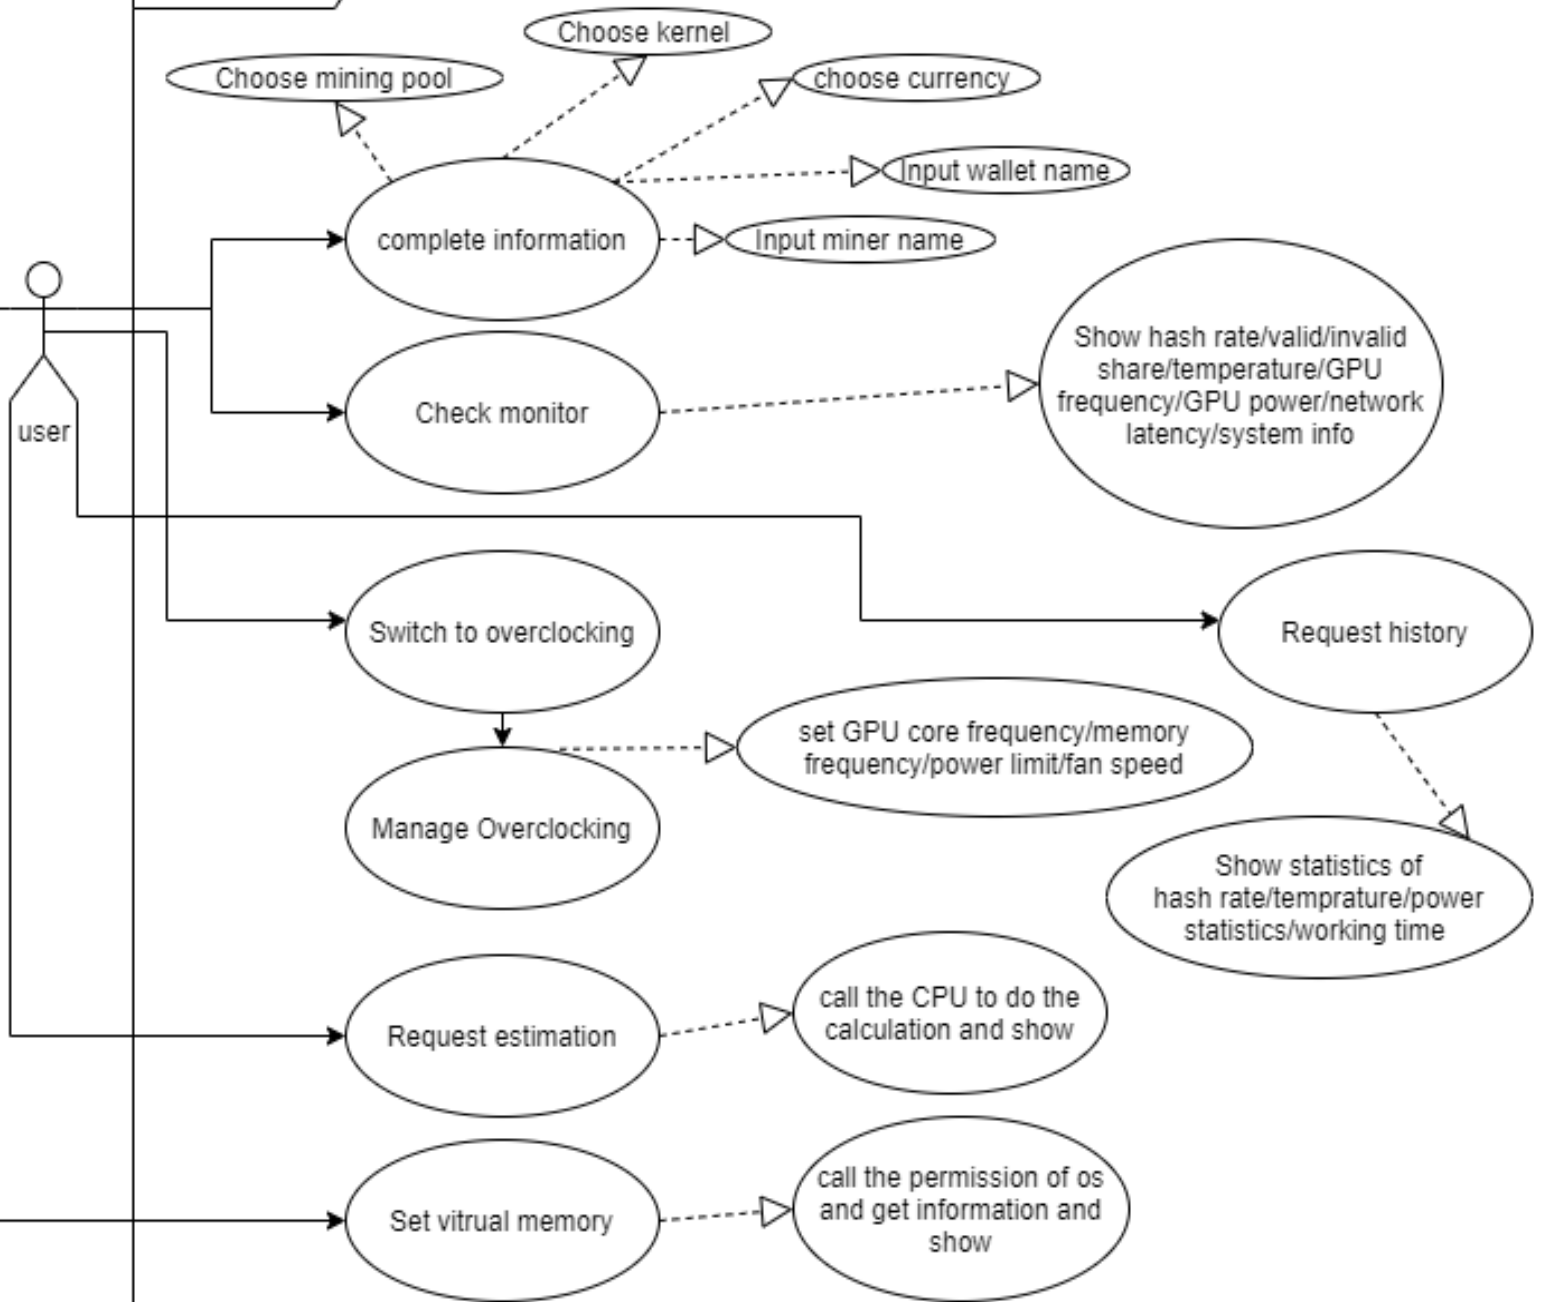 Choose kernel
Choose mining pool
choose currency
Input wallet name
complete information
Input miner name
Show hash rate/valid/invalid
share/temperature/GPU
frequency/GPU power/network
latency/system info
Check monitor
user
Switch to overclocking
Request history
set GPU core frequency/memory
frequency/power limit/fan speed
Manage Overclocking
Show statistics of
hash rate/temprature/power
statistics/working time
call the CPU to do the
calculation and show
Request estimation
call the permission of os
and get information and
show
Set vitrual memory